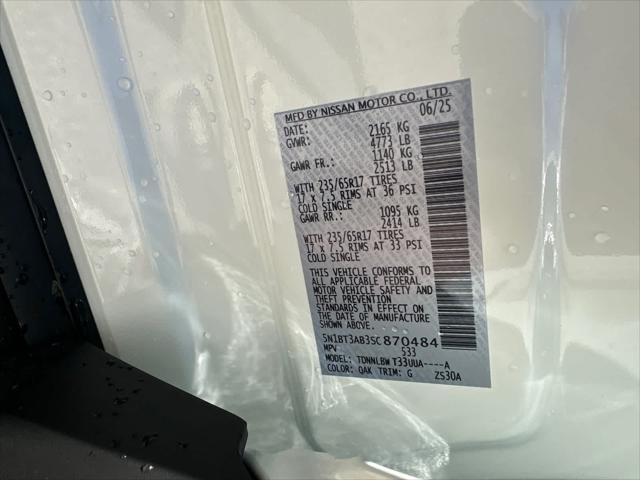 MFD BY NISSAN MOTOR CO., LTD.
DATE: 06/25
GVWR: 2165 KG
4773 LB
GAWR FR.: 1140 KG
2513 LB
WITH 235/65R17 TIRES
17 x 7.5 RIMS AT 36 PSI
COLD SINGLE
GAWR RR.: 1095 KG
2414 LB
WITH 235/65R17 TIRES
17 x 7.5 RIMS AT 33 PSI
COLD SINGLE
THIS VEHICLE CONFORMS TO
ALL APPLICABLE FEDERAL
MOTOR VEHICLE SAFETY AND
THEFT PREVENTION
STANDARDS IN EFFECT ON
THE DATE OF MANUFACTURE
SHOWN ABOVE.
5N1BT3AB3SC870484
MPV 533
MODEL: TDNNLBW T33UUA----A
COLOR: QAK TRIM: G ZS30A